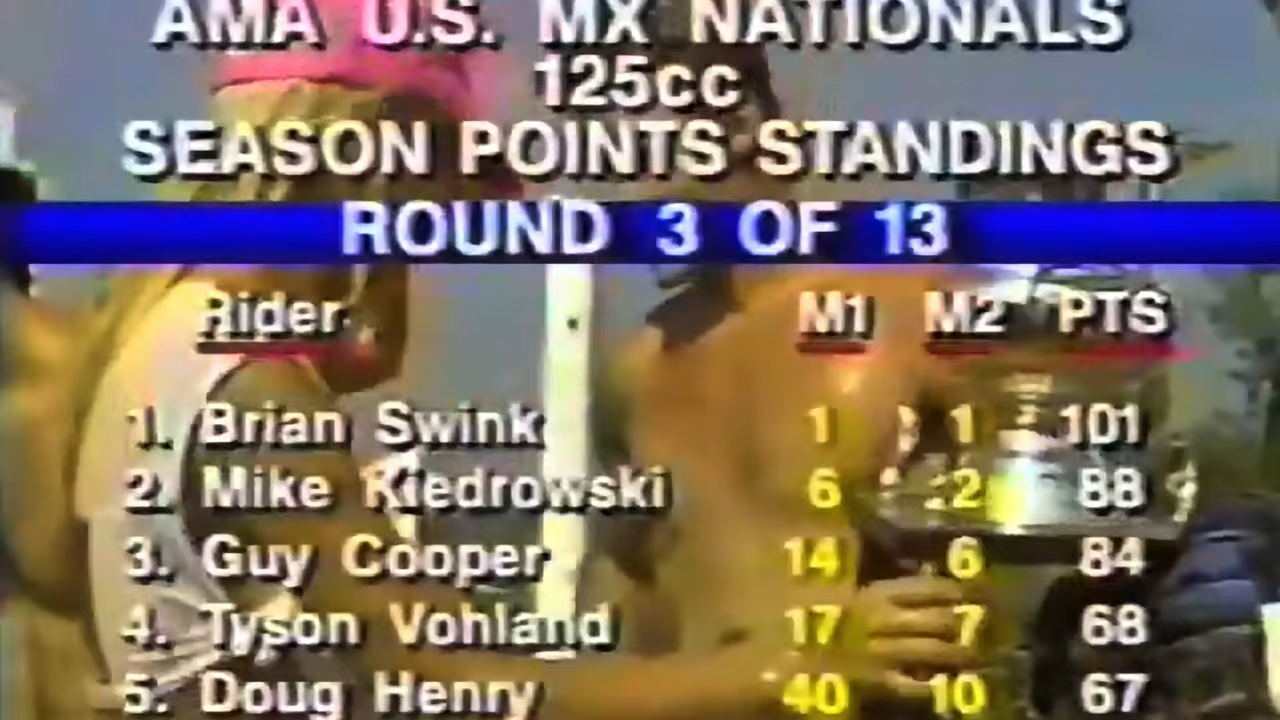 AMA U.S. MX NATIONALS
125cc
SEASON POINTS STANDINGS
ROUND 3 OF 13
Rider M1 M2 PTS
1. Brian Swink 1 1 101
2. Mike Kiedrowski 6 2 88
3. Guy Cooper 14 6 84
4. Tyson Vohland 17 7 68
5. Doug Henry 40 10 67